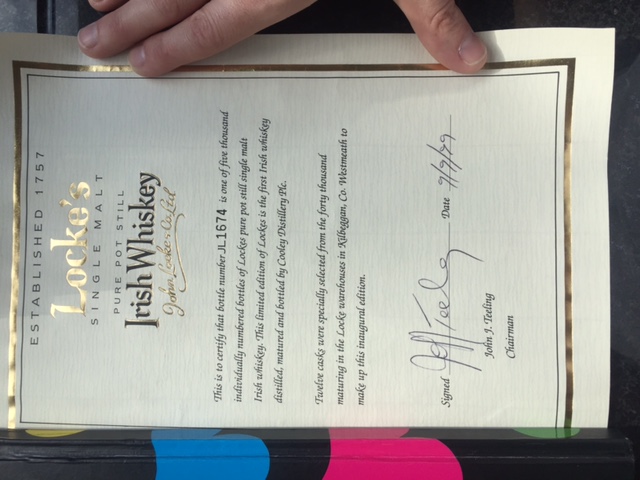 ESTABLISHED 1757
Locke's
SINGLE MALT
PURE POT STILL
Irish Whiskey
John Locke & Co. Ltd
This is to certify that bottle number JL1674 is one of five thousand
individually numbered bottles of Lockes pure pot still single malt
Irish whiskey. This limited edition of Lockes is the first Irish whiskey
distilled, matured and bottled by Cooley Distillery Plc.
Twelve casks were specially selected from the forty thousand
maturing in the Locke warehouses in Kilbeggan, Co. Westmeath to
make up this inaugural edition.
Signed John J Teeling Date 9/9/99
John J. Teeling
Chairman